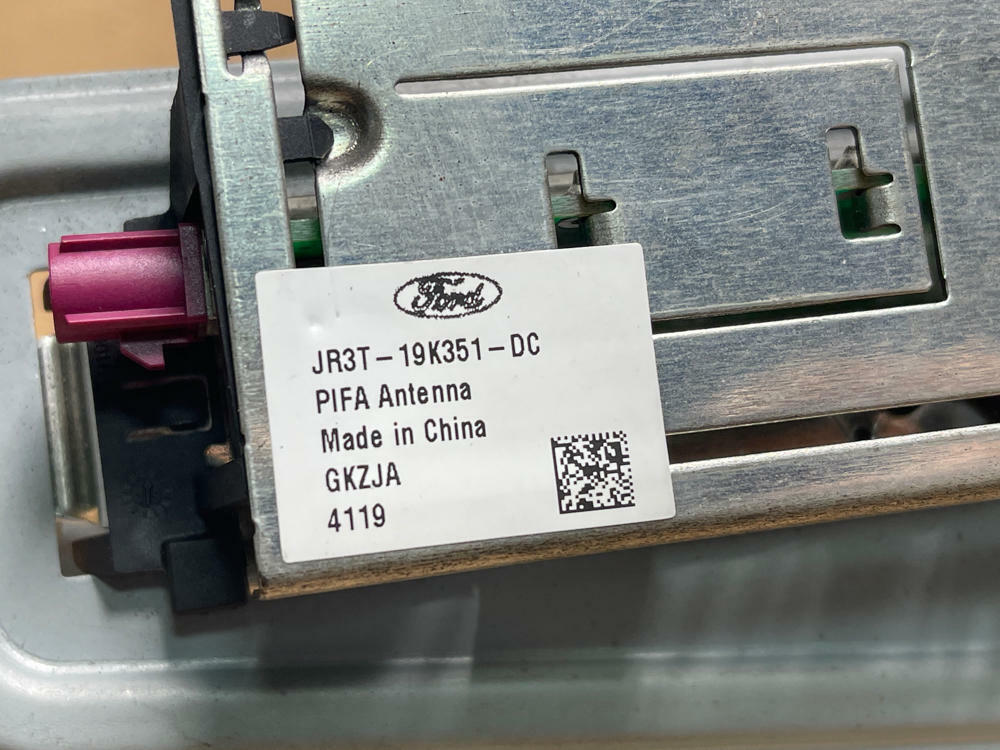 Ford
JR3T-19K351-DC
PIFA Antenna
Made in China
GKZJA
4119